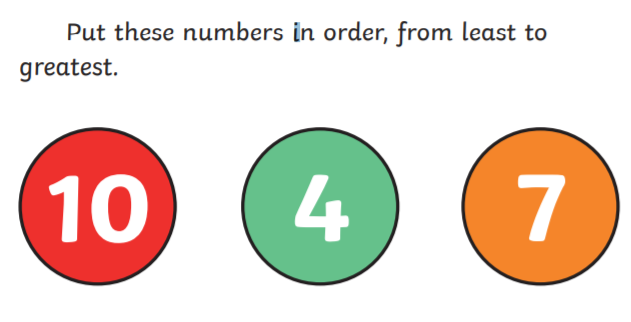 Put these numbers in order, from least to
greatest.
10 4 7